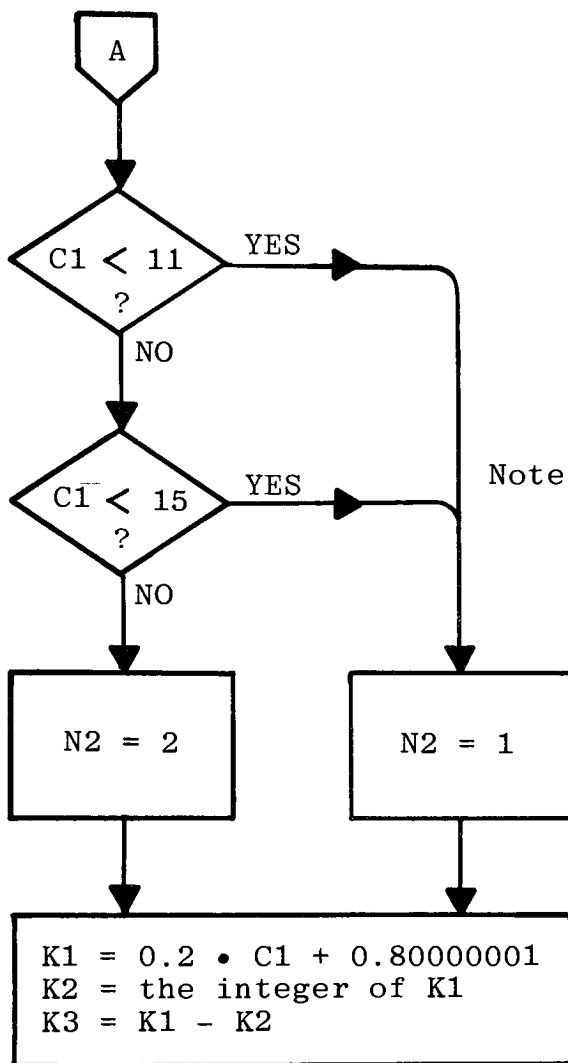 A
C1 < 11
?
YES
NO
C1 < 15
?
YES
Note
NO
N2 = 2
N2 = 1
K1 = 0.2 • C1 + 0.80000001
K2 = the integer of K1
K3 = K1 - K2